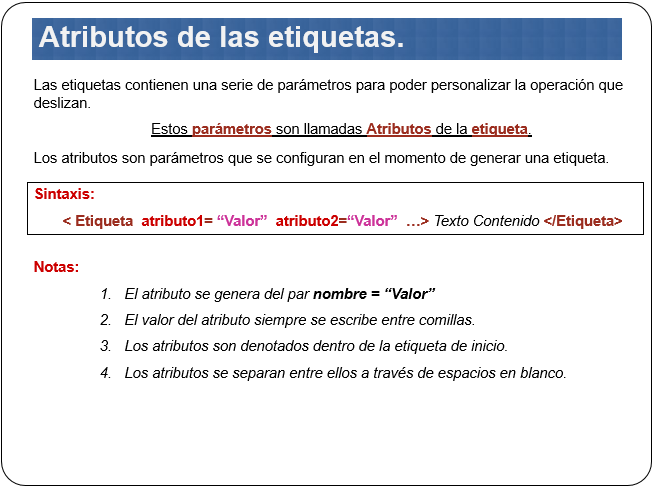 Atributos de las etiquetas.
Las etiquetas contienen una serie de parámetros para poder personalizar la operación que
deslizan.
Estos parámetros son llamadas Atributos de la etiqueta.
Los atributos son parámetros que se configuran en el momento de generar una etiqueta.
Sintaxis:
< Etiqueta atributo1= “Valor” atributo2=“Valor” …> Texto Contenido </Etiqueta>
Notas:
1. El atributo se genera del par nombre = “Valor”
2. El valor del atributo siempre se escribe entre comillas.
3. Los atributos son denotados dentro de la etiqueta de inicio.
4. Los atributos se separan entre ellos a través de espacios en blanco.